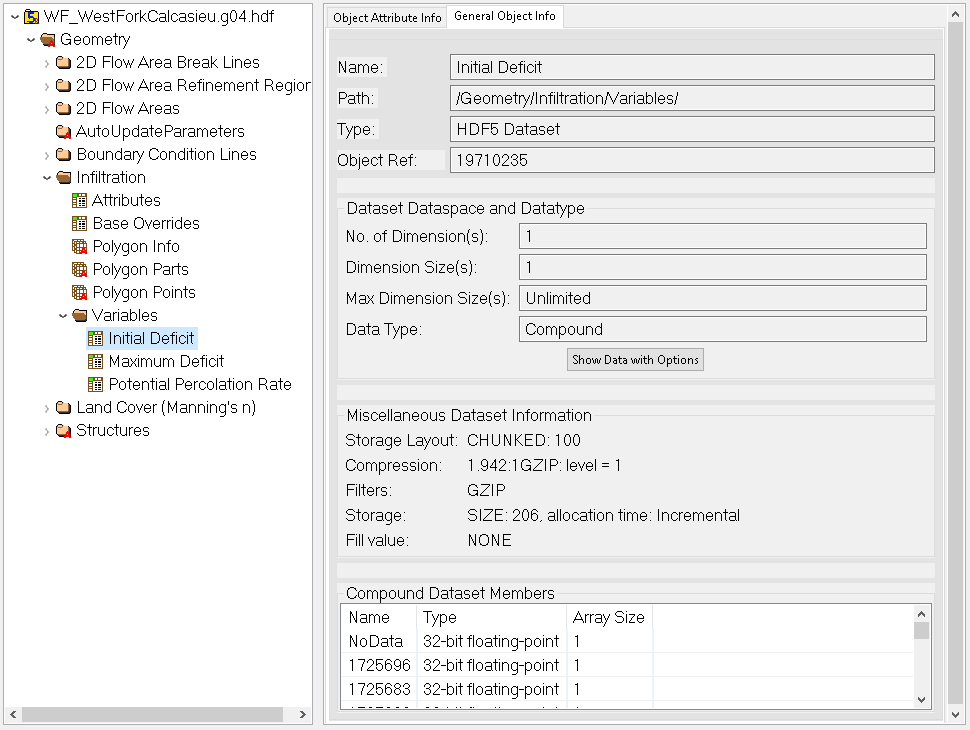 WF_WestForkCalcasieu.g04.hdf
Geometry
2D Flow Area Break Lines
2D Flow Area Refinement Region
2D Flow Areas
AutoUpdateParameters
Boundary Condition Lines
Infiltration
Attributes
Base Overrides
Polygon Info
Polygon Parts
Polygon Points
Variables
Initial Deficit
Maximum Deficit
Potential Percolation Rate
Land Cover (Manning's n)
Structures
Object Attribute Info General Object Info
Name: Initial Deficit
Path: /Geometry/Infiltration/Variables/
Type: HDF5 Dataset
Object Ref: 19710235
Dataset Dataspace and Datatype
No. of Dimension(s): 1
Dimension Size(s): 1
Max Dimension Size(s): Unlimited
Data Type: Compound
Show Data with Options
Miscellaneous Dataset Information
Storage Layout: CHUNKED: 100
Compression: 1.942:1GZIP: level = 1
Filters: GZIP
Storage: SIZE: 206, allocation time: Incremental
Fill value: NONE
Compound Dataset Members
Name Type Array Size
NoData 32-bit floating-point 1
1725696 32-bit floating-point 1
1725683 32-bit floating-point 1